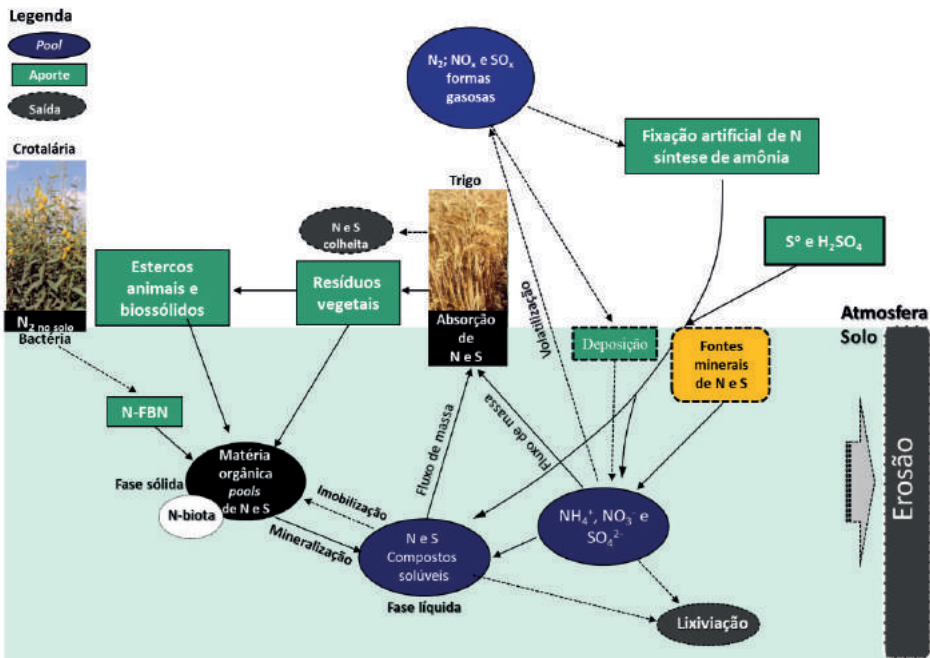 Legenda
Pool
Aporte
Saída
Crotalária
N₂ no solo
Bactéria
N₂; NOₓ e SOₓ
formas
gasosas
Fixação artificial de N
síntese de amônia
Trigo
N e S
colheita
Estercos
animais e
biossólidos
Resíduos
vegetais
Absorção
de
N e S
S⁰ e H₂SO₄
Volatilização
Deposição
Fontes
minerais
de N e S
Atmosfera
Solo
N-FBN
Fluxo de massa
Fluxo de massa
Matéria
orgânica
pools
de N e S
Fase sólida
N-biota
Imobilização
Mineralização
N e S
Compostos
solúveis
Fase líquida
NH₄⁺, NO₃⁻ e
SO₄²⁻
Lixiviação
Erosão